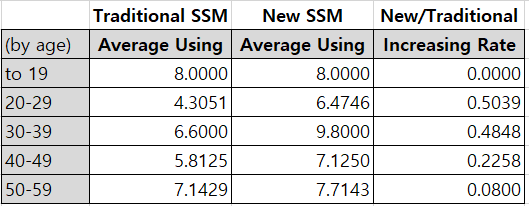 Traditional SSM New SSM New/Traditional
(by age) Average Using Average Using Increasing Rate
to 19 8.0000 8.0000 0.0000
20-29 4.3051 6.4746 0.5039
30-39 6.6000 9.8000 0.4848
40-49 5.8125 7.1250 0.2258
50-59 7.1429 7.7143 0.0800